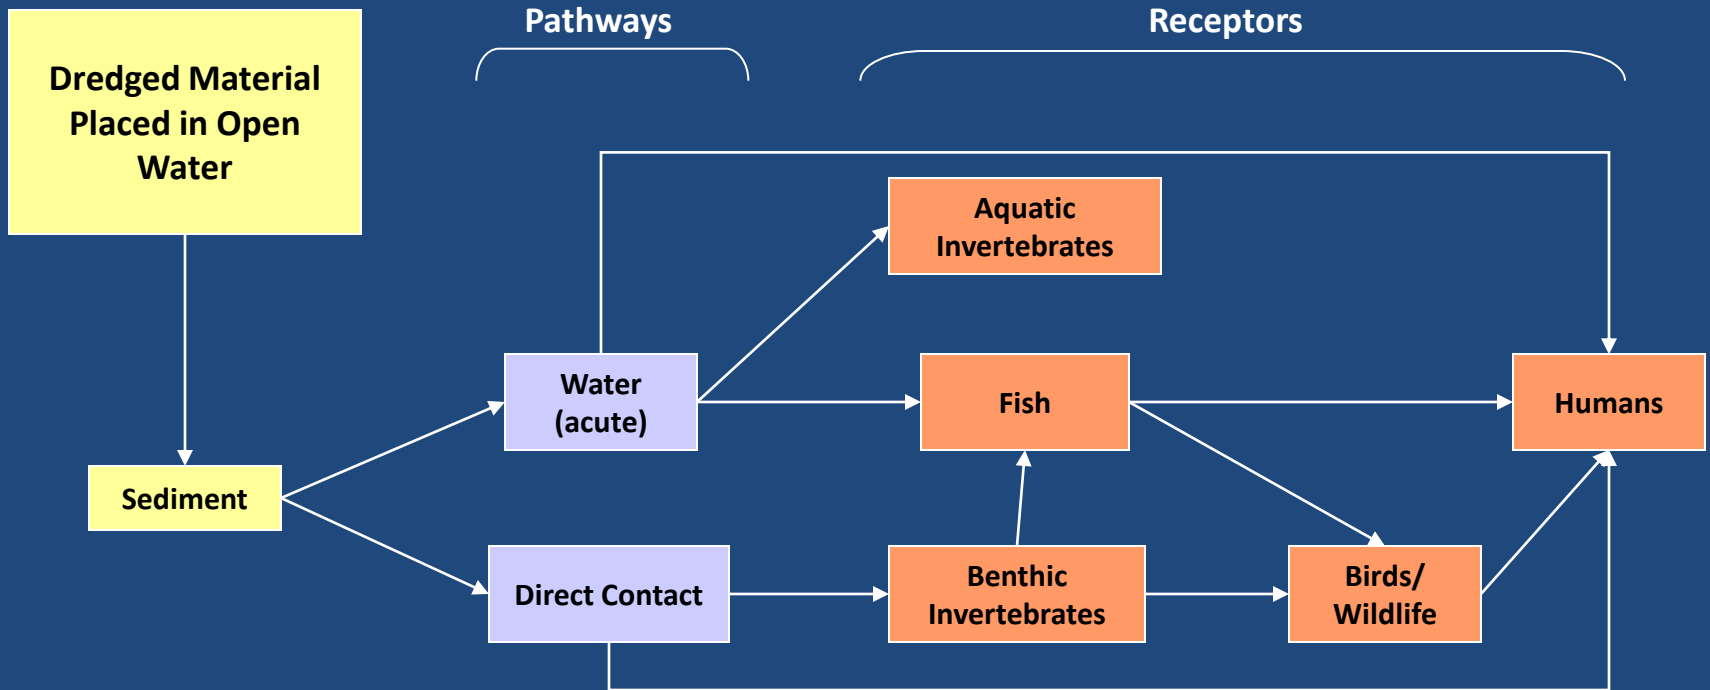 Pathways
Receptors
Dredged Material
Placed in Open
Water
Aquatic
Invertebrates
Water
(acute)
Fish
Humans
Sediment
Direct Contact
Benthic
Invertebrates
Birds/
Wildlife